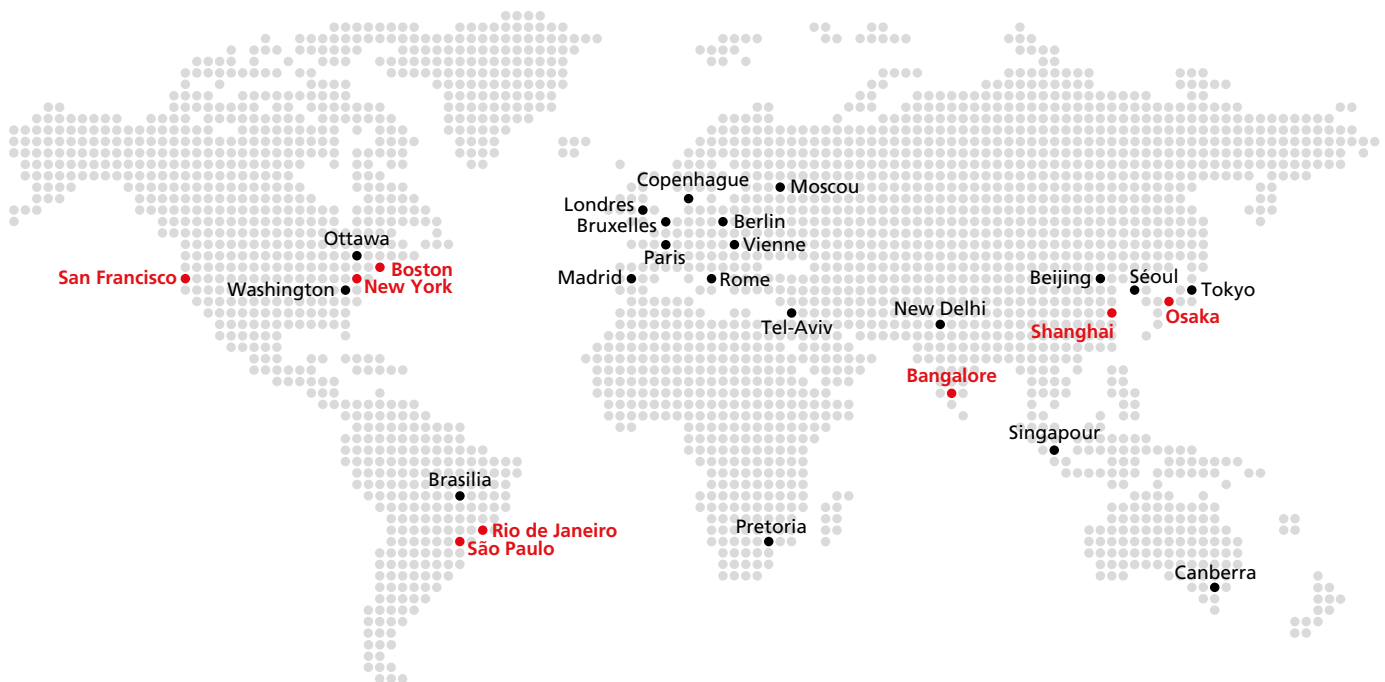 Copenhague
Moscou
Londres
Bruxelles
Berlin
Ottawa
Vienne
Paris
San Francisco
Boston
New York
Washington
Madrid
Rome
Beijing
Séoul
Tokyo
New Delhi
Tel-Aviv
Shanghai
Osaka
Bangalore
Singapour
Brasilia
Rio de Janeiro
São Paulo
Pretoria
Canberra